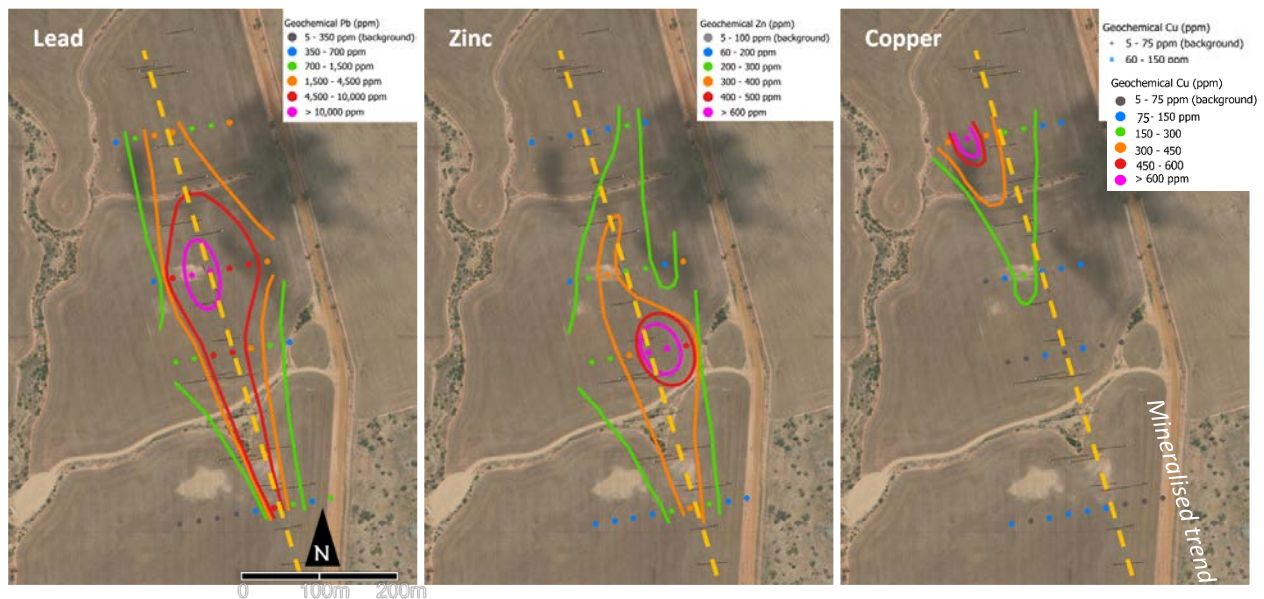 Lead
Geochemical Pb (ppm)
5 - 350 ppm (background)
350 - 700 ppm
700 - 1,500 ppm
1,500 - 4,500 ppm
4,500 - 10,000 ppm
> 10,000 ppm
N
0 100m 200m
Zinc
Geochemical Zn (ppm)
5 - 100 ppm (background)
60 - 200 ppm
200 - 300 ppm
300 - 400 ppm
400 - 500 ppm
> 600 ppm
Copper
Geochemical Cu (ppm)
5 - 75 ppm (background)
60 - 150 ppm
Geochemical Cu (ppm)
5 - 75 ppm (background)
75- 150 ppm
150 - 300
300 - 450
450 - 600
> 600 ppm
Mineralised trend